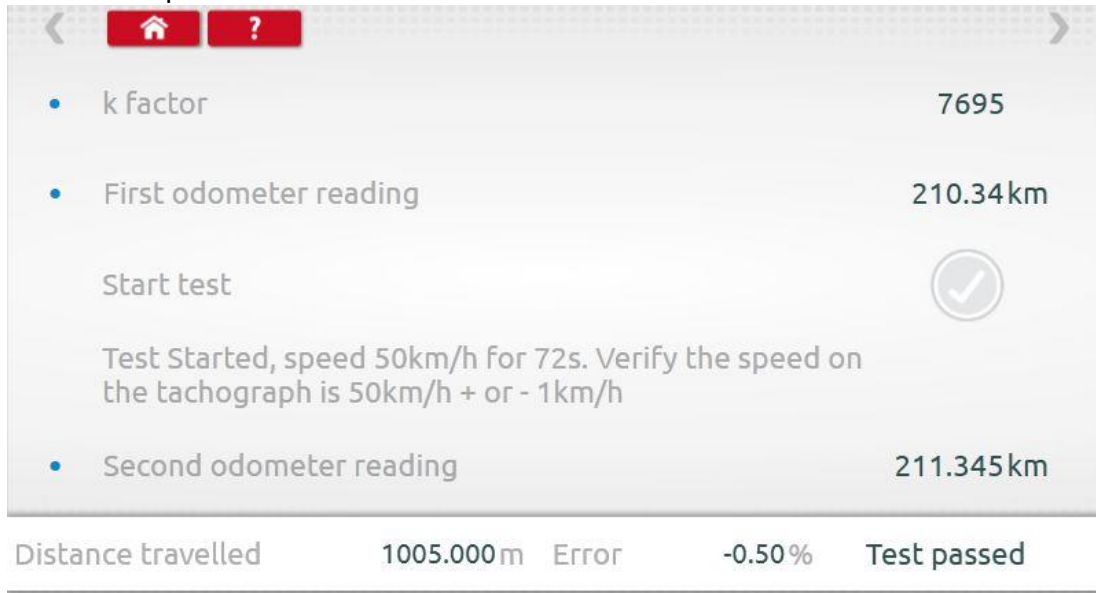 ?
k factor 7695
First odometer reading 210.34km
Start test
Test Started, speed 50km/h for 72s. Verify the speed on
the tachograph is 50km/h + or - 1km/h
Second odometer reading 211.345km
Distance travelled 1005.000m Error -0.50% Test passed